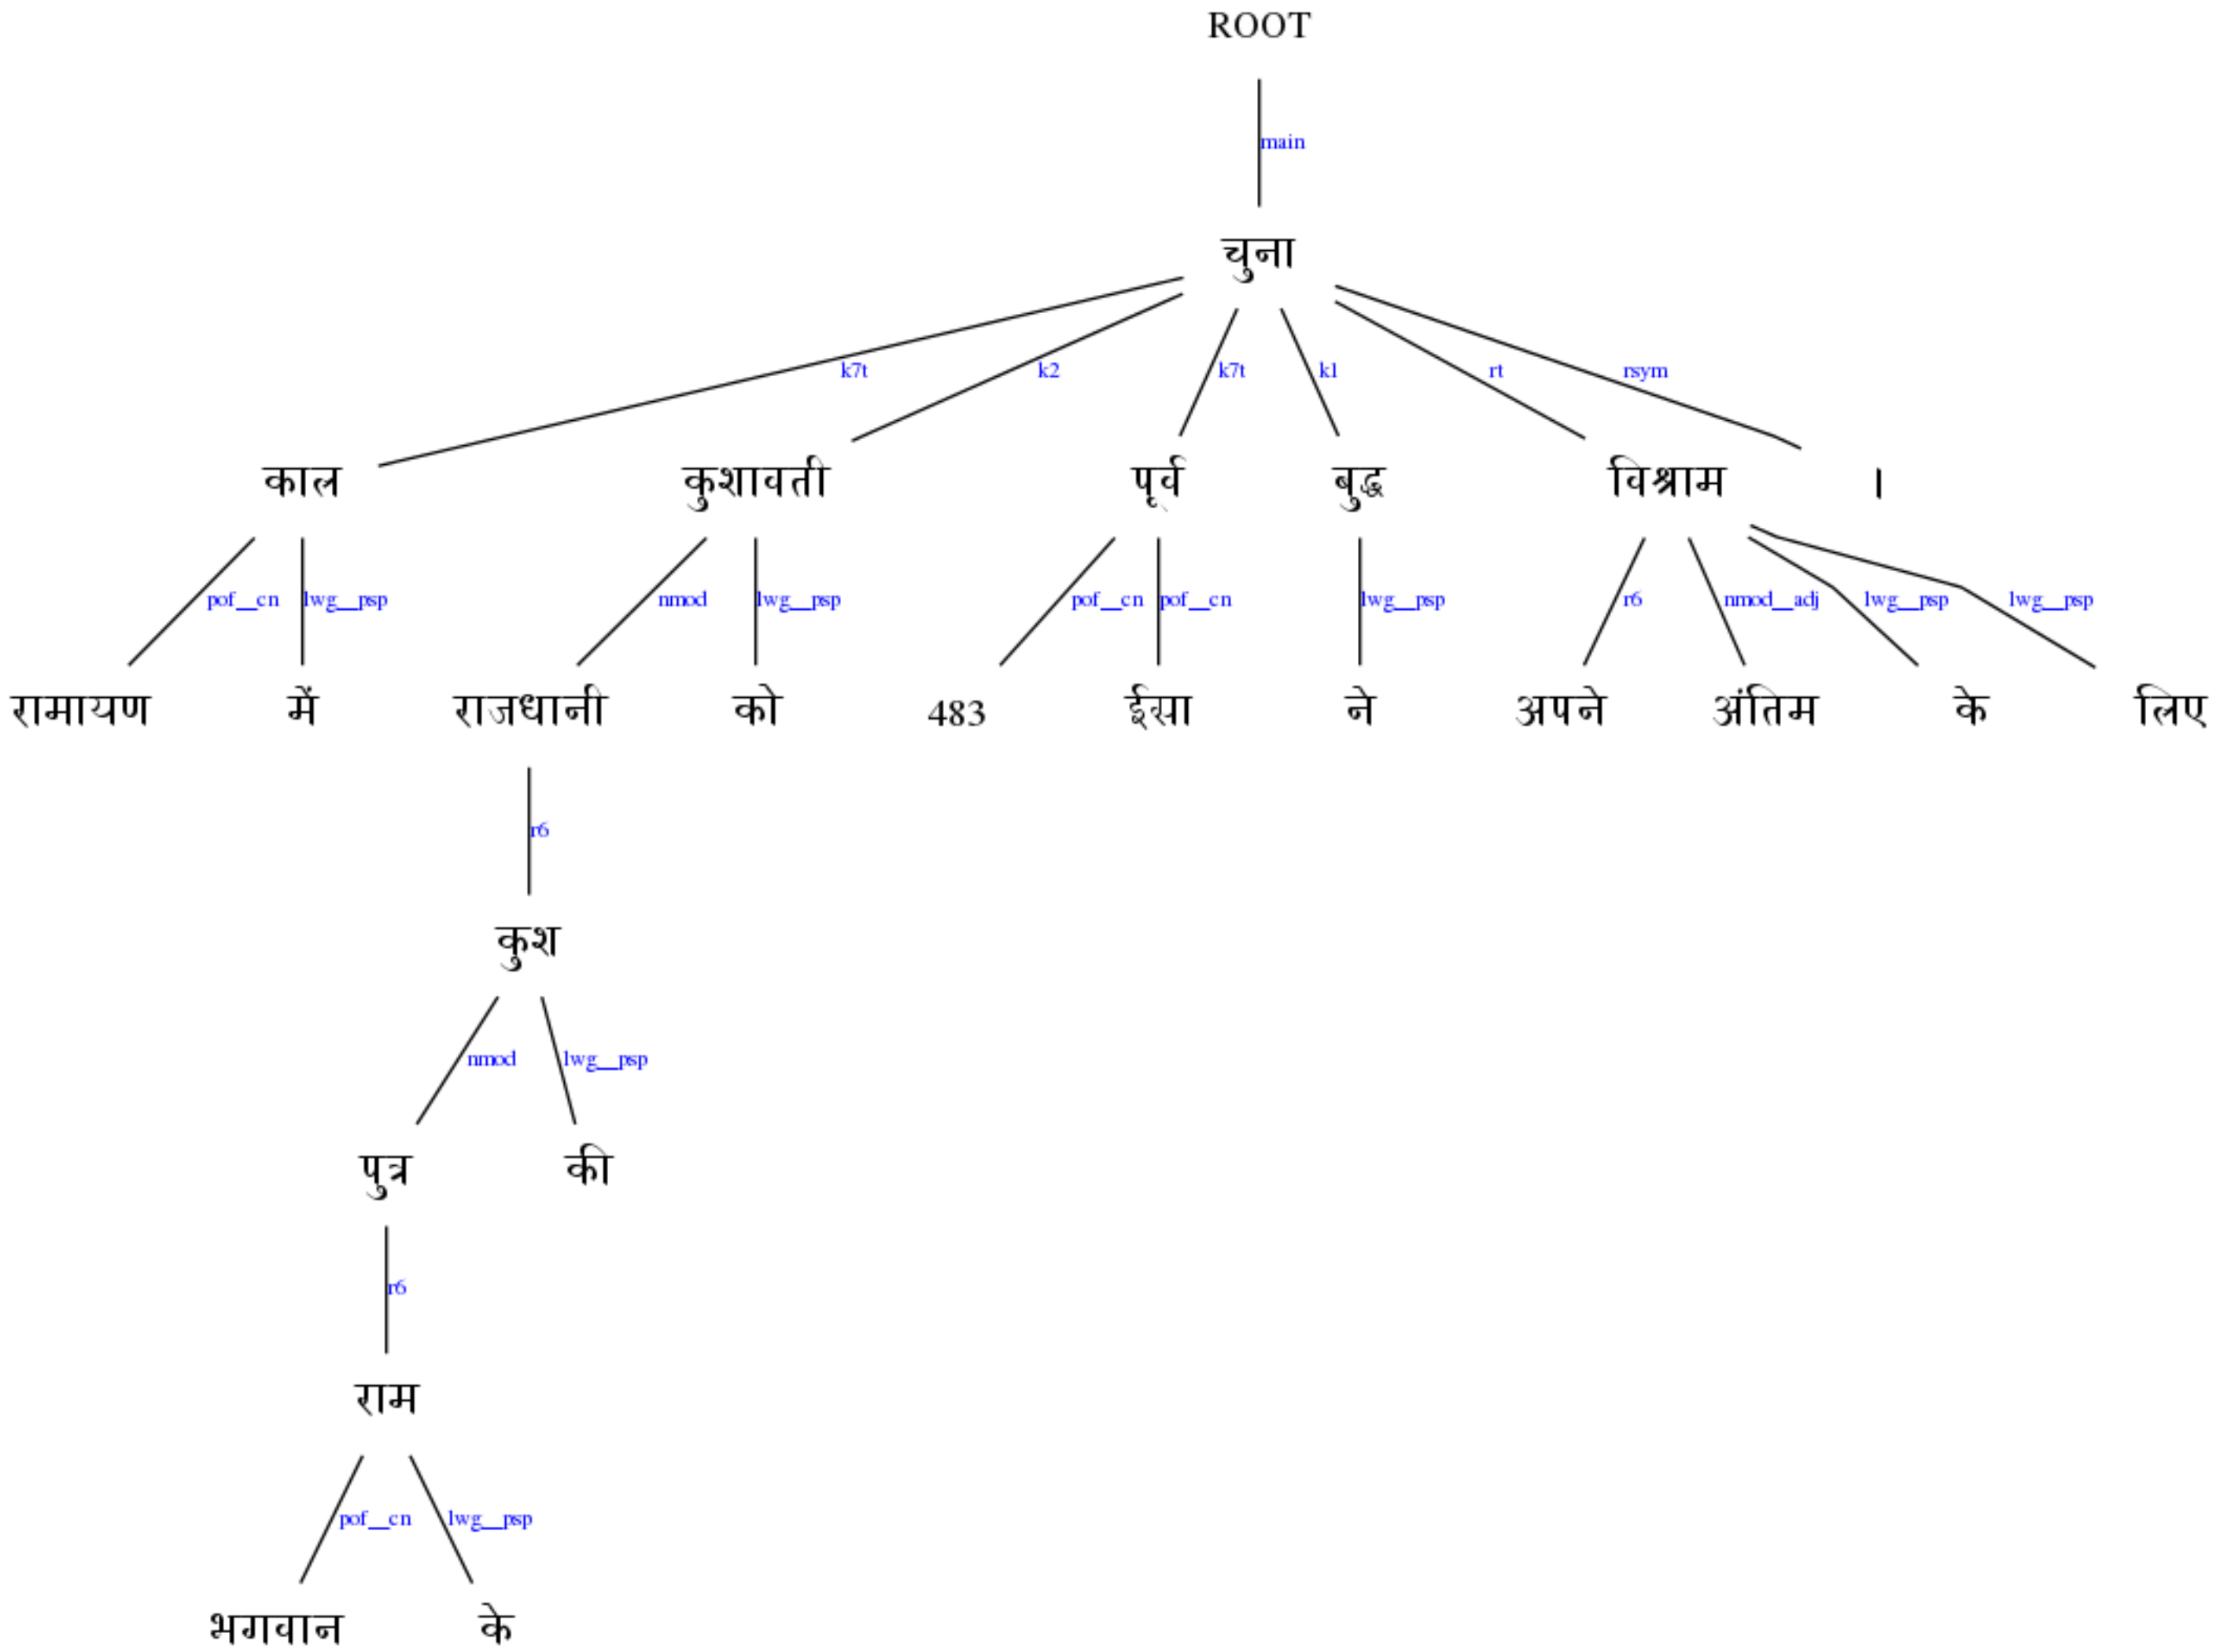 ROOT
main
चुना
k7t k2 k7t k1 rt rsym
काल कुशावती पूर्व बुद्ध विश्राम ।
pof__cn lwg__psp nmod lwg__psp pof__cn pof__cn lwg__psp r6 nmod__adj lwg__psp lwg__psp
रामायण में राजधानी को 483 ईसा ने अपने अंतिम के लिए
r6
कुश
nmod lwg__psp
पुत्र की
r6
राम
pof__cn lwg__psp
भगवान के